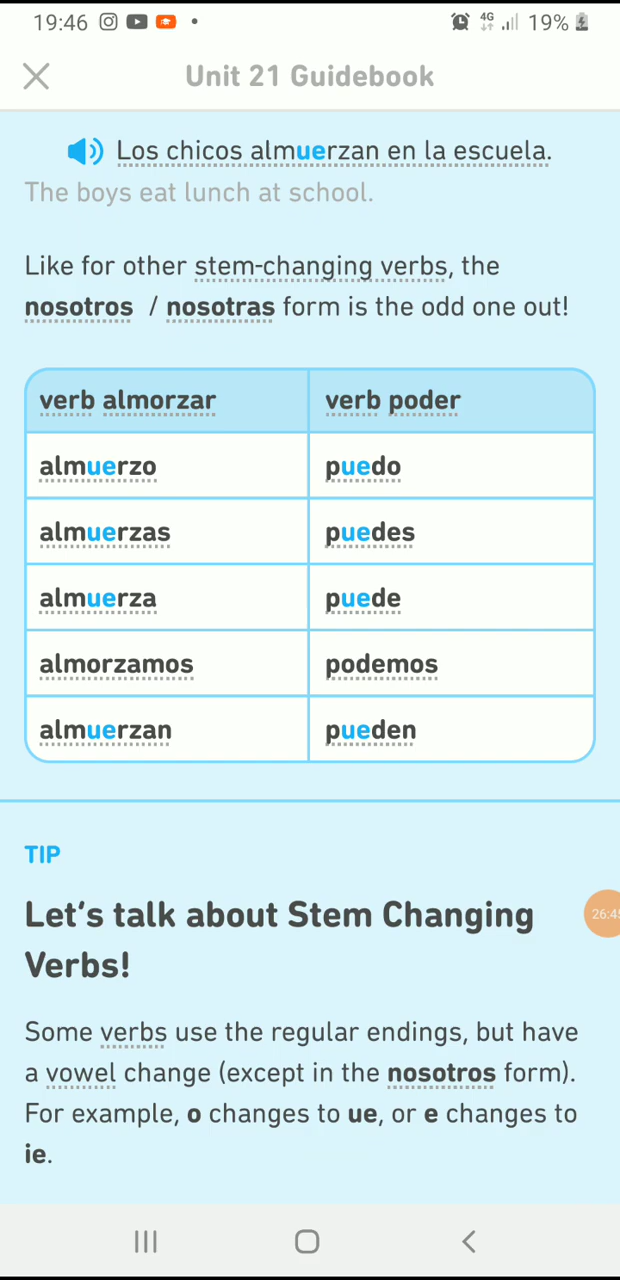 19:46
4G
19%
Unit 21 Guidebook
Los chicos almuerzan en la escuela.
The boys eat lunch at school.
Like for other stem-changing verbs, the
nosotros / nosotras form is the odd one out!
verb almorzar verb poder
almuerzo puedo
almuerzas puedes
almuerza puede
almorzamos podemos
almuerzan pueden
TIP
Let's talk about Stem Changing
Verbs!
Some verbs use the regular endings, but have
a vowel change (except in the nosotros form).
For example, o changes to ue, or e changes to
ie.